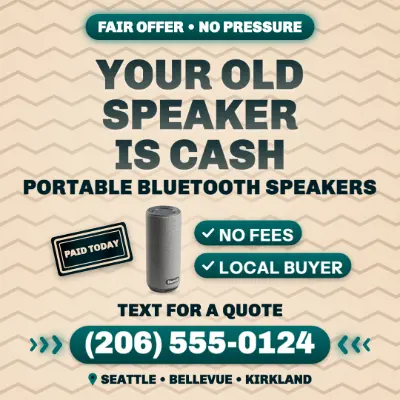 FAIR OFFER • NO PRESSURE
YOUR OLD
SPEAKER
IS CASH
PORTABLE BLUETOOTH SPEAKERS
PAID TODAY
NO FEES
LOCAL BUYER
TEXT FOR A QUOTE
(206) 555-0124
SEATTLE • BELLEVUE • KIRKLAND